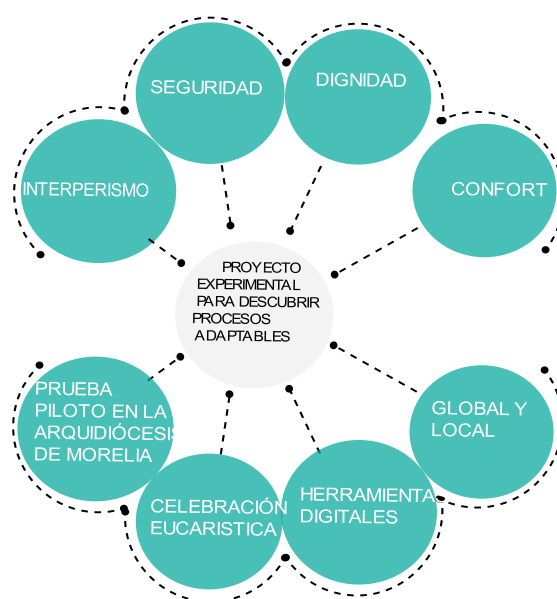 SEGURIDAD
DIGNIDAD
INTERPERISMO
CONFORT
PROYECTO
EXPERIMENTAL
PARA DESCUBRIR
PROCESOS
ADAPTABLES
PRUEBA
PILOTO EN LA
ARQUIDIÓCESIS
DE MORELIA
GLOBAL Y
LOCAL
CELEBRACIÓN
EUCARISTICA
HERRAMIENTAS
DIGITALES